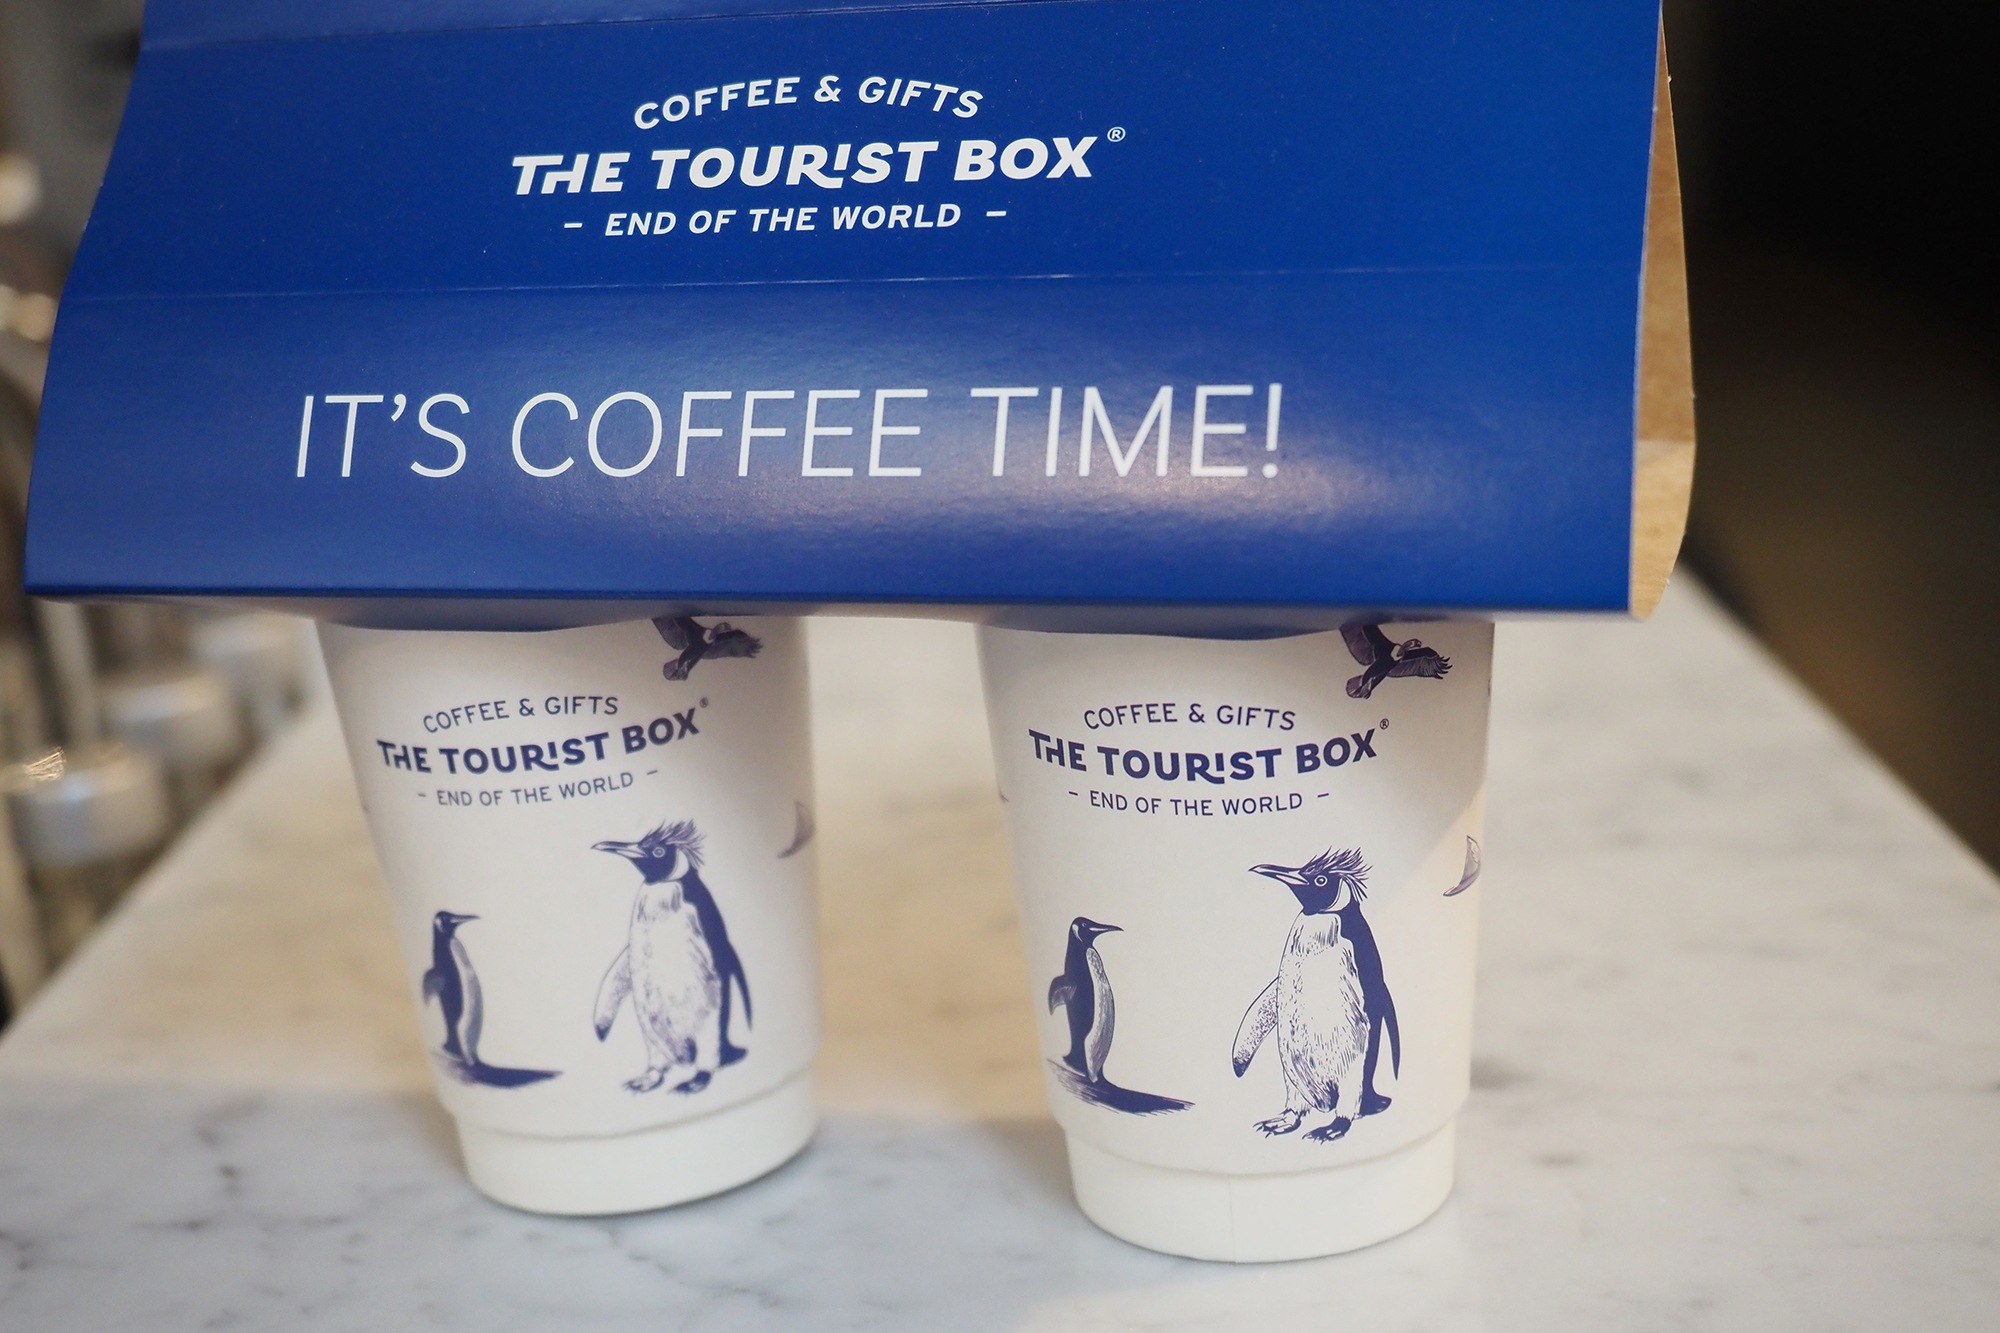 COFFEE & GIFTS
THE TOURIST BOX®
– END OF THE WORLD –
IT'S COFFEE TIME!
COFFEE & GIFTS
THE TOURIST BOX®
– END OF THE WORLD –
COFFEE & GIFTS
THE TOURIST BOX®
– END OF THE WORLD –